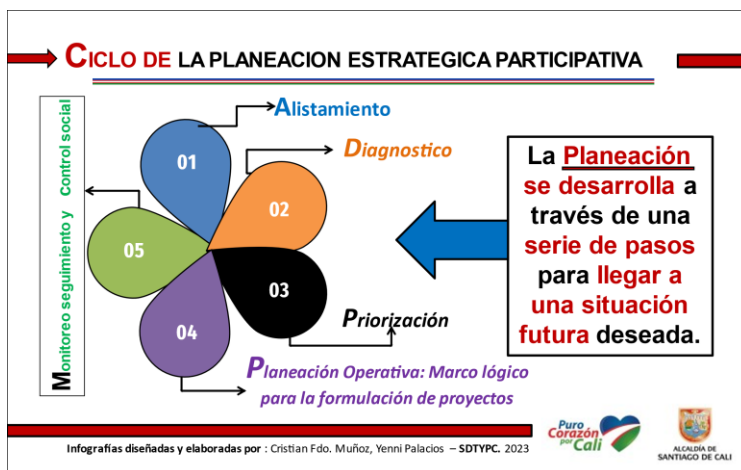 CICLO DE LA PLANEACION ESTRATEGICA PARTICIPATIVA
Monitoreo seguimiento y Control social
Alistamiento
Diagnostico
01
02
03
04
05
Priorización
Planeación Operativa: Marco lógico
para la formulación de proyectos
La Planeación
se desarrolla a
través de una
serie de pasos
para llegar a
una situación
futura deseada.
Infografías diseñadas y elaboradas por : Cristian Fdo. Muñoz, Yenni Palacios – SDTYPC. 2023
Puro
Corazón
por
Cali
ALCALDÍA DE
SANTIAGO DE CALI